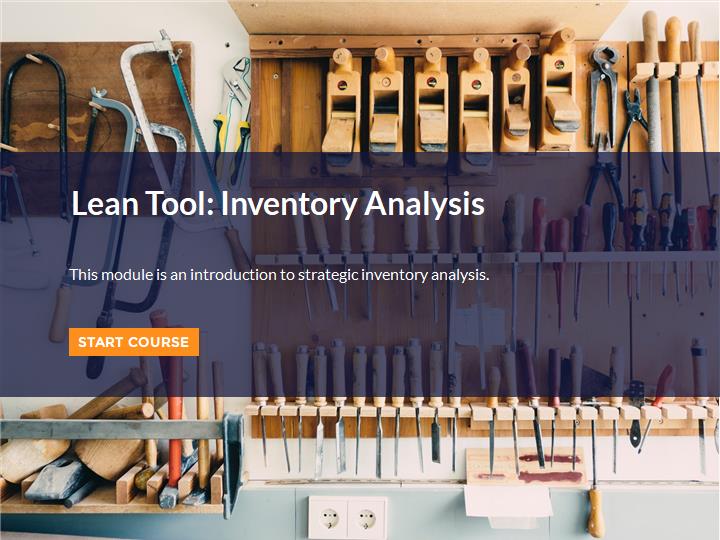 Lean Tool: Inventory Analysis
This module is an introduction to strategic inventory analysis.
START COURSE